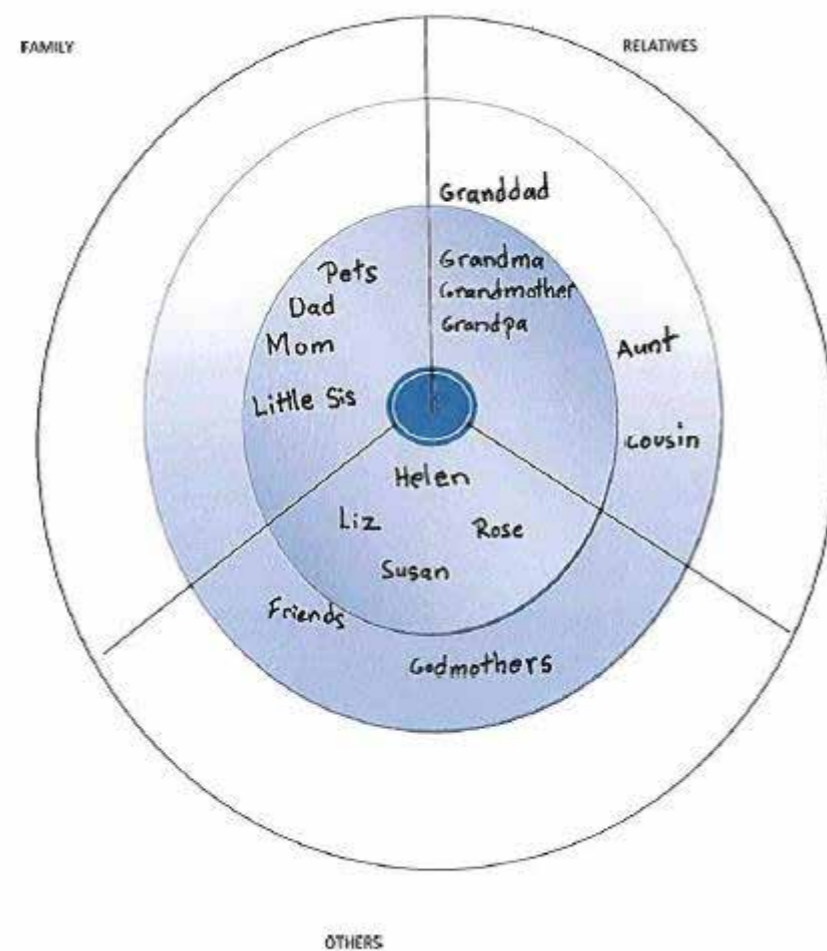 FAMILY
RELATIVES
Granddad
Pets
Dad
Mom
Little Sis
Grandma
Grandmother
Grandpa
Aunt
cousin
Helen
Liz
Rose
Susan
Friends
Godmothers
OTHERS